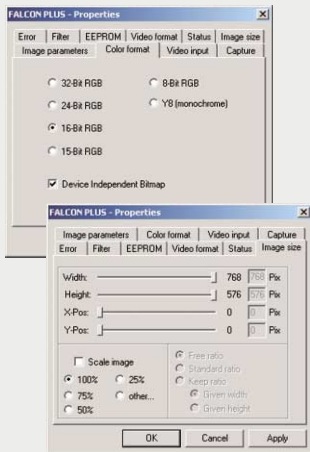 FALCON PLUS - Properties
Error Filter EEPROM Video format Status Image size
Image parameters Color format Video input Capture
32-Bit RGB 8-Bit RGB
24-Bit RGB Y8 (monochrome)
16-Bit RGB
15-Bit RGB
Device Independent Bitmap
FALCON PLUS - Properties
Image parameters Color format Video input Capture
Error Filter EEPROM Video format Status Image size
Width: 768 768 Pix
Height: 576 576 Pix
X-Pos: 0 0 Pix
Y-Pos: 0 0 Pix
Scale image
100% 25%
75% other...
50%
Free ratio
Standard ratio
Keep ratio
Given width
Given height
OK Cancel Apply